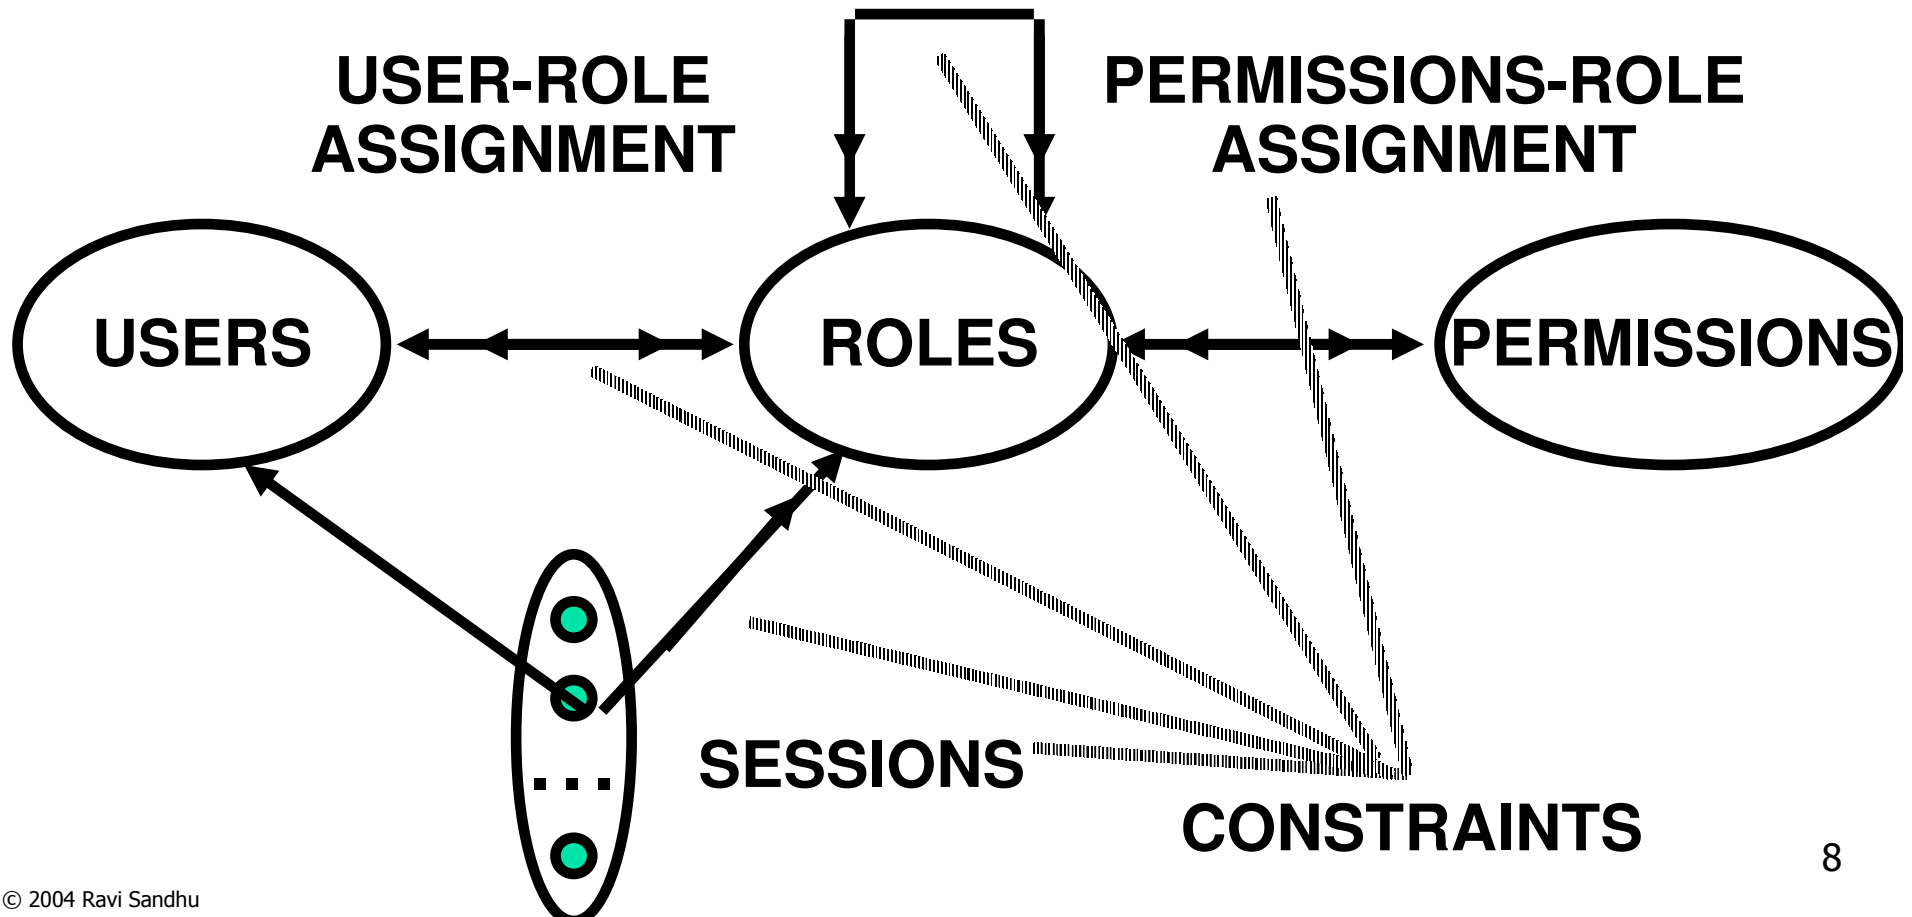 USER-ROLE
ASSIGNMENT
PERMISSIONS-ROLE
ASSIGNMENT
USERS
ROLES
PERMISSIONS
SESSIONS
. . .
CONSTRAINTS
8
© 2004 Ravi Sandhu